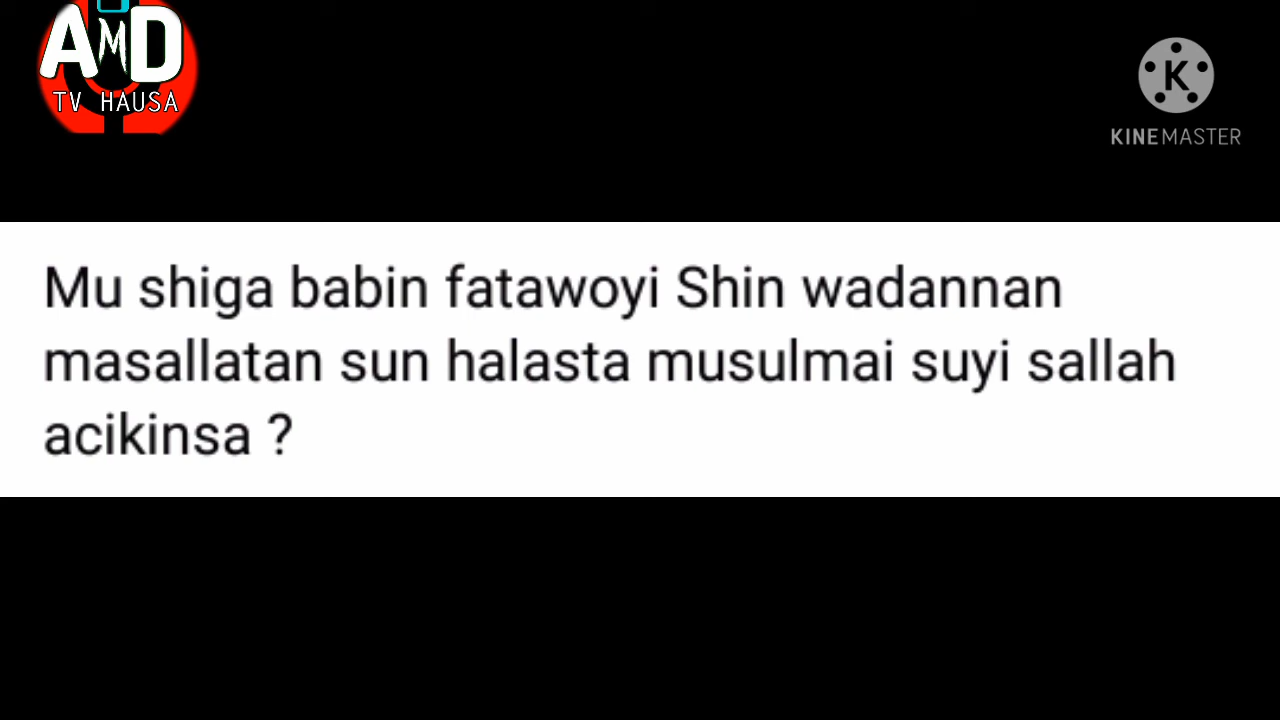 AMD
TV HAUSA
K
KINEMASTER
Mu shiga babin fatawoyi Shin wadannan
masallatan sun halasta musulmai suyi sallah
acikinsa ?